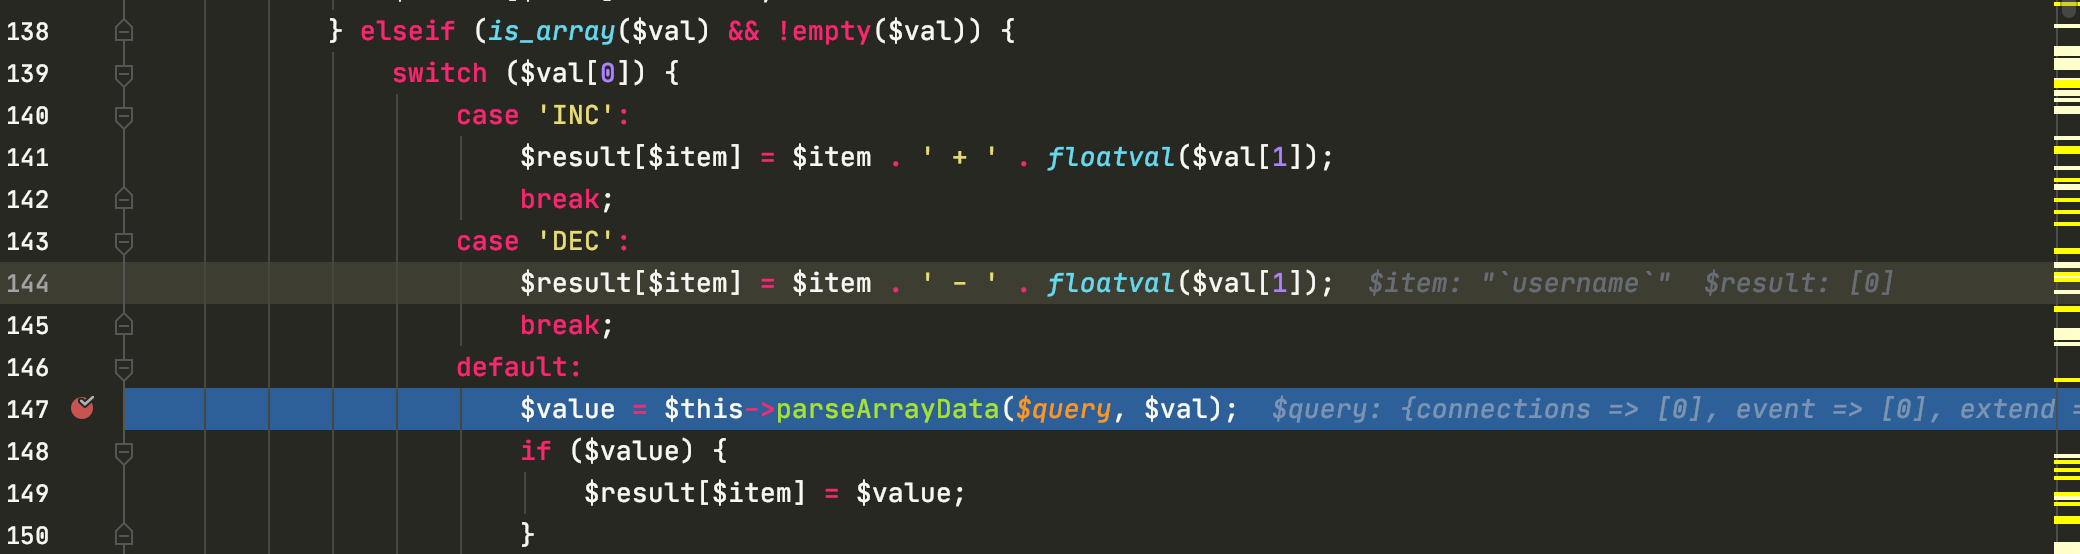 138 } elseif (is_array($val) && !empty($val)) {
139 switch ($val[0]) {
140 case 'INC':
141 $result[$item] = $item . ' + ' . floatval($val[1]);
142 break;
143 case 'DEC':
144 $result[$item] = $item . ' - ' . floatval($val[1]); $item: "`username`" $result: [0]
145 break;
146 default:
147 $value = $this->parseArrayData($query, $val); $query: {connections => [0], event => [0], extend =
148 if ($value) {
149 $result[$item] = $value;
150 }